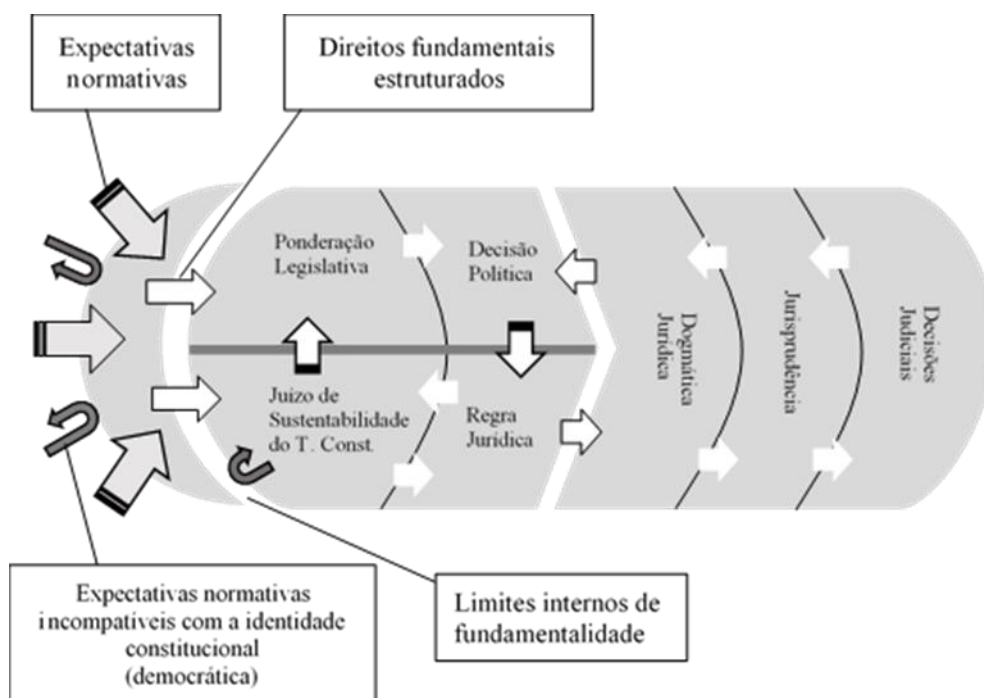 Expectativas
normativas
Direitos fundamentais
estruturados
Ponderação
Legislativa
Decisão
Política
Juízo de
Sustentabilidade
do T. Const.
Regra
Jurídica
Dogmática
Jurídica
Jurisprudência
Decisões
Judiciais
Expectativas normativas
incompatíveis com a identidade
constitucional
(democrática)
Limites internos de
fundamentalidade